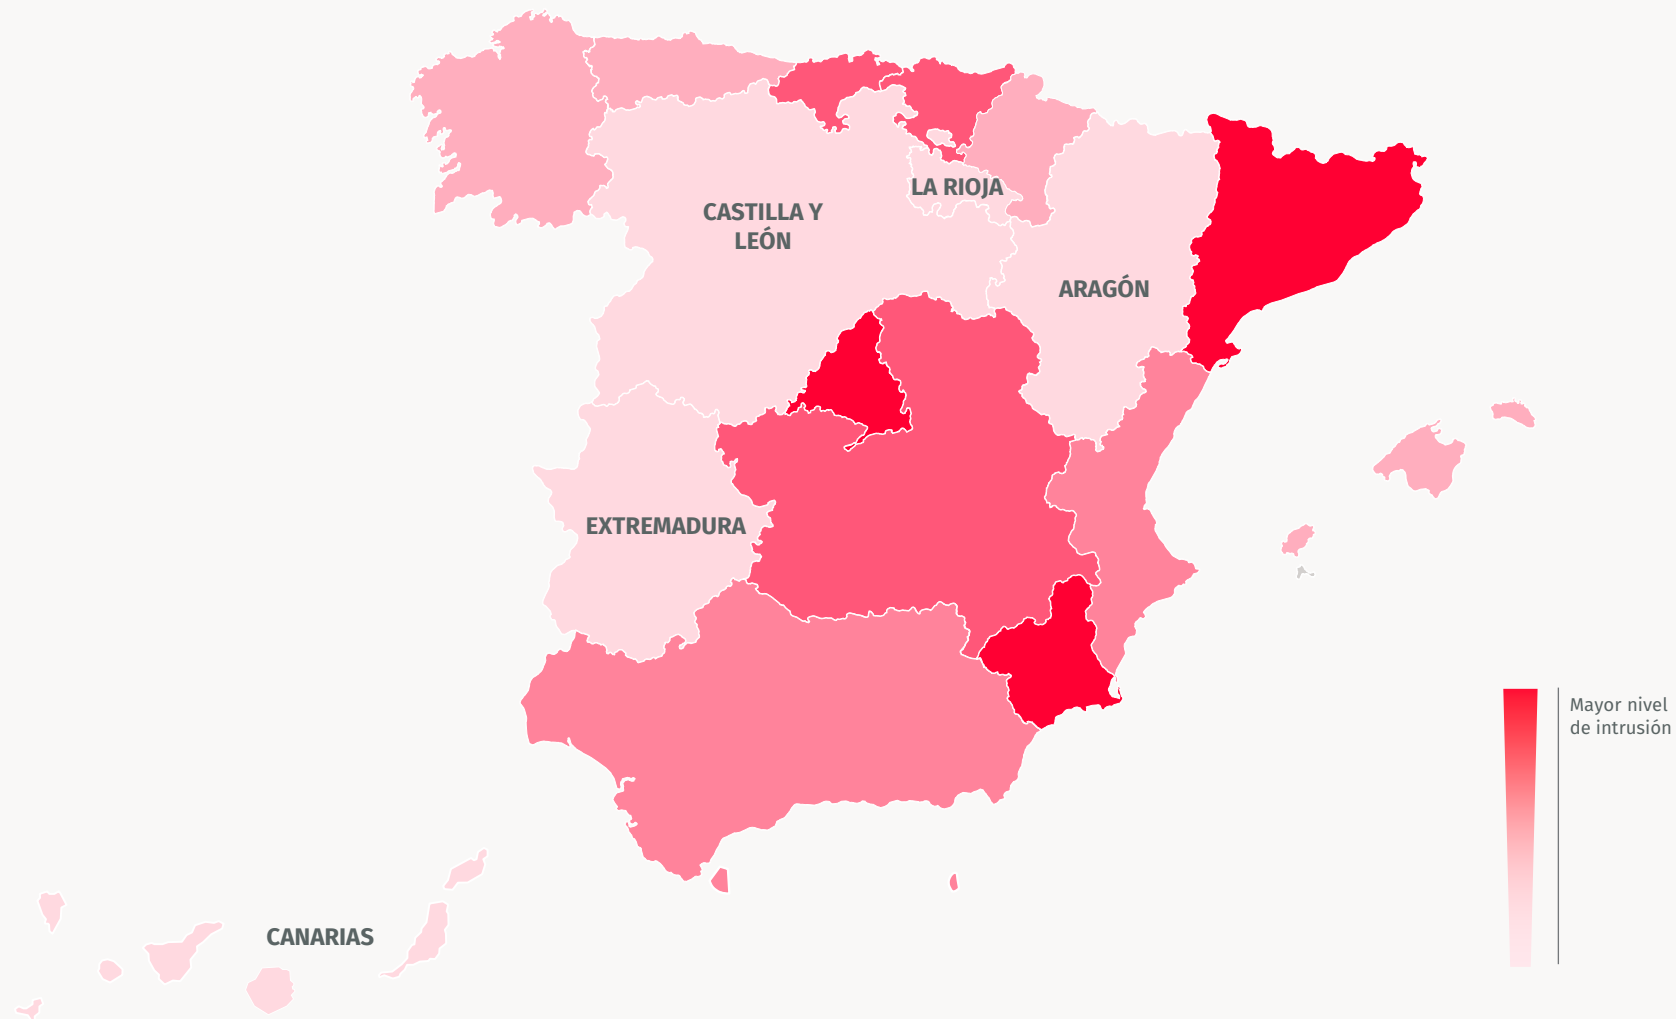 LA RIOJA
CASTILLA Y
LEÓN
ARAGÓN
EXTREMADURA
Mayor nivel
de intrusión
CANARIAS